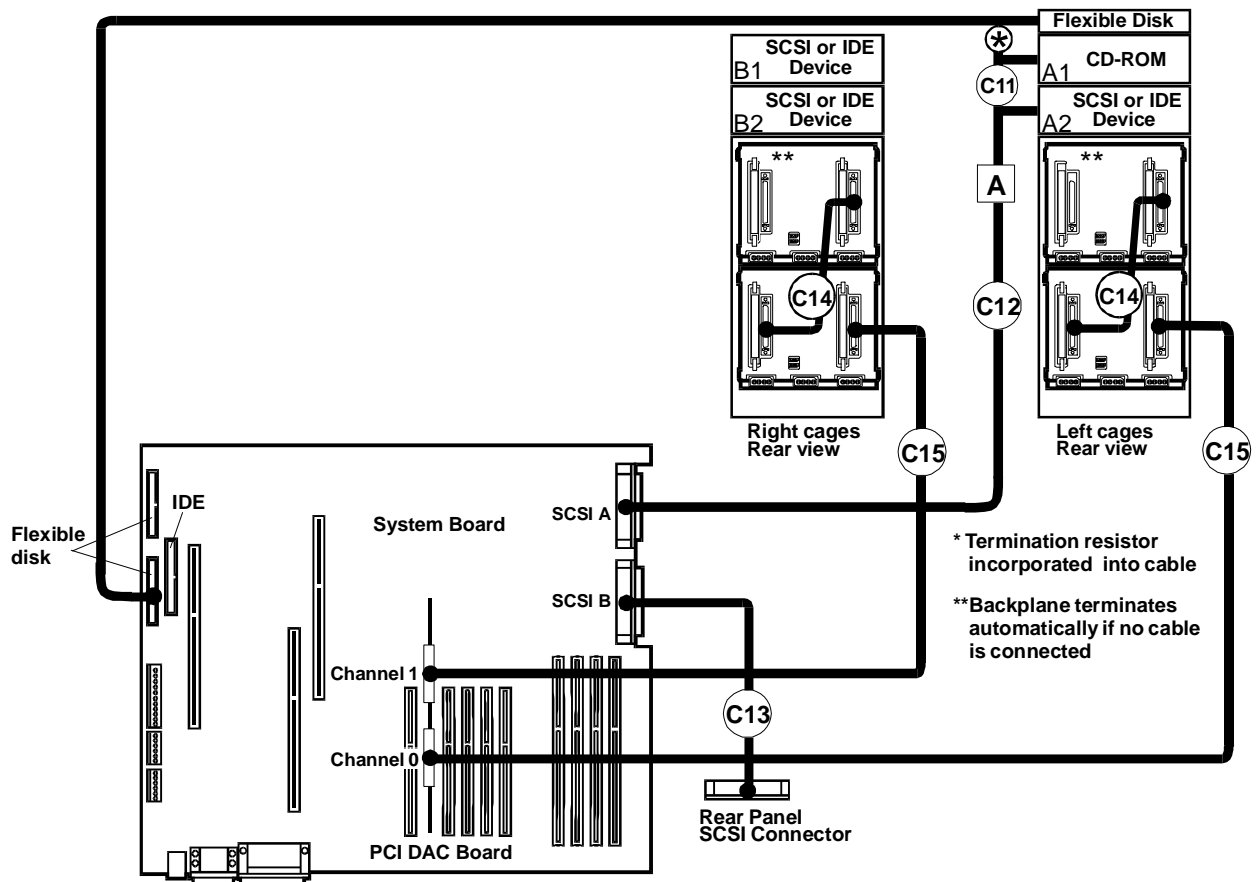 Flexible Disk
*
CD-ROM
A1
C11
SCSI or IDE
Device
B1
SCSI or IDE
Device
B2
SCSI or IDE
Device
A2
**
**
A
C14
C14
C12
Right cages
Rear view
Left cages
Rear view
C15
C15
IDE
System Board
SCSI A
Flexible
disk
* Termination resistor
incorporated into cable
SCSI B
**Backplane terminates
automatically if no cable
is connected
Channel 1
C13
Channel 0
Rear Panel
SCSI Connector
PCI DAC Board